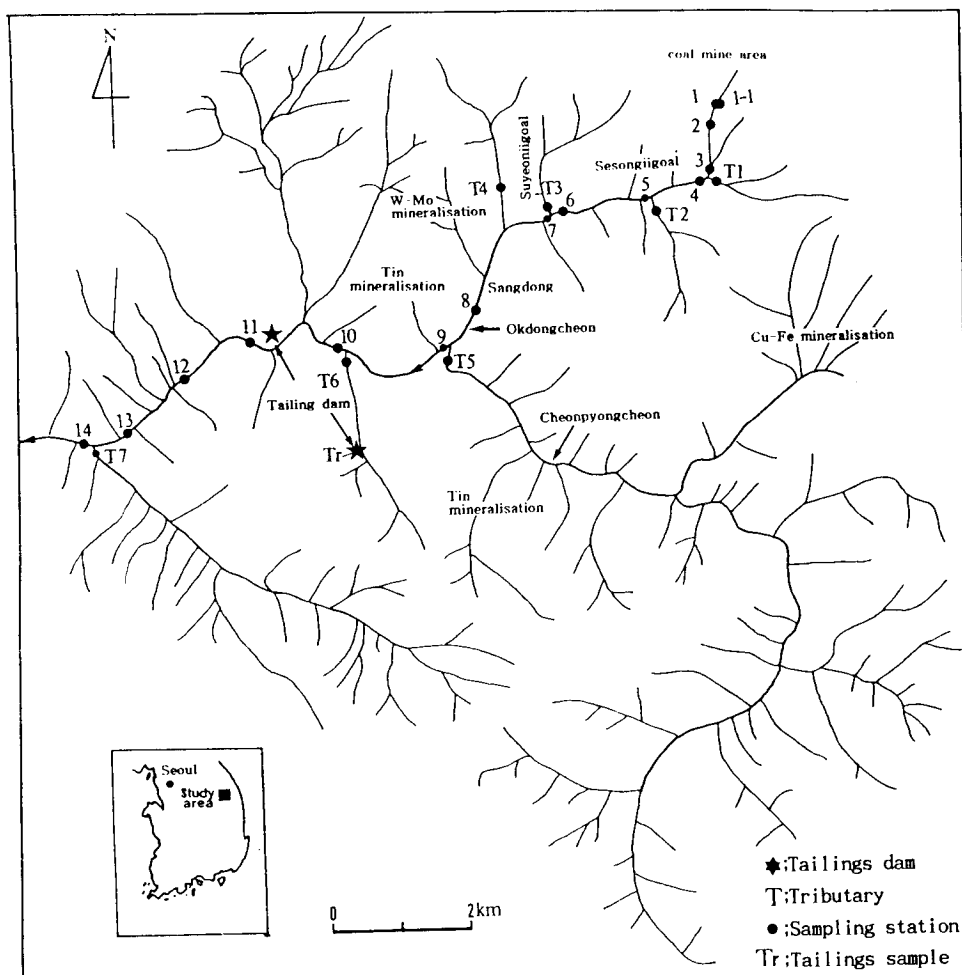 N
coal mine area
1
1-1
2
3
T1
4
Suyeoniigoal
Sesongiigoal
T4
T3
6
5
T2
7
W-Mo
mineralisation
Tin
mineralisation
8
Sangdong
Okdongcheon
11
10
9
T5
Cu-Fe mineralisation
12
T6
Tailing dam
Cheonpyongcheon
14
13
T7
Tr
Tin
mineralisation
Seoul
Study
area
0
2km
;Tailings dam
T;Tributary
;Sampling station
Tr;Tailings sample